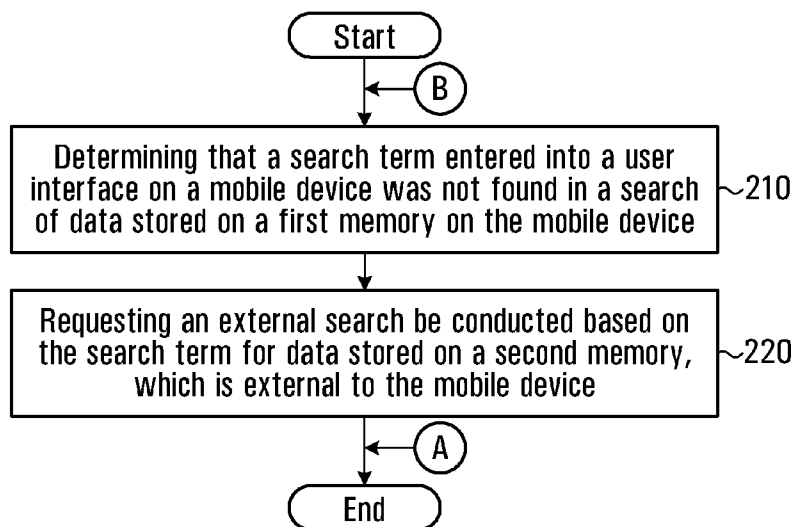 Start
B
Determining that a search term entered into a user
interface on a mobile device was not found in a search
of data stored on a first memory on the mobile device
210
Requesting an external search be conducted based on
the search term for data stored on a second memory,
which is external to the mobile device
220
A
End